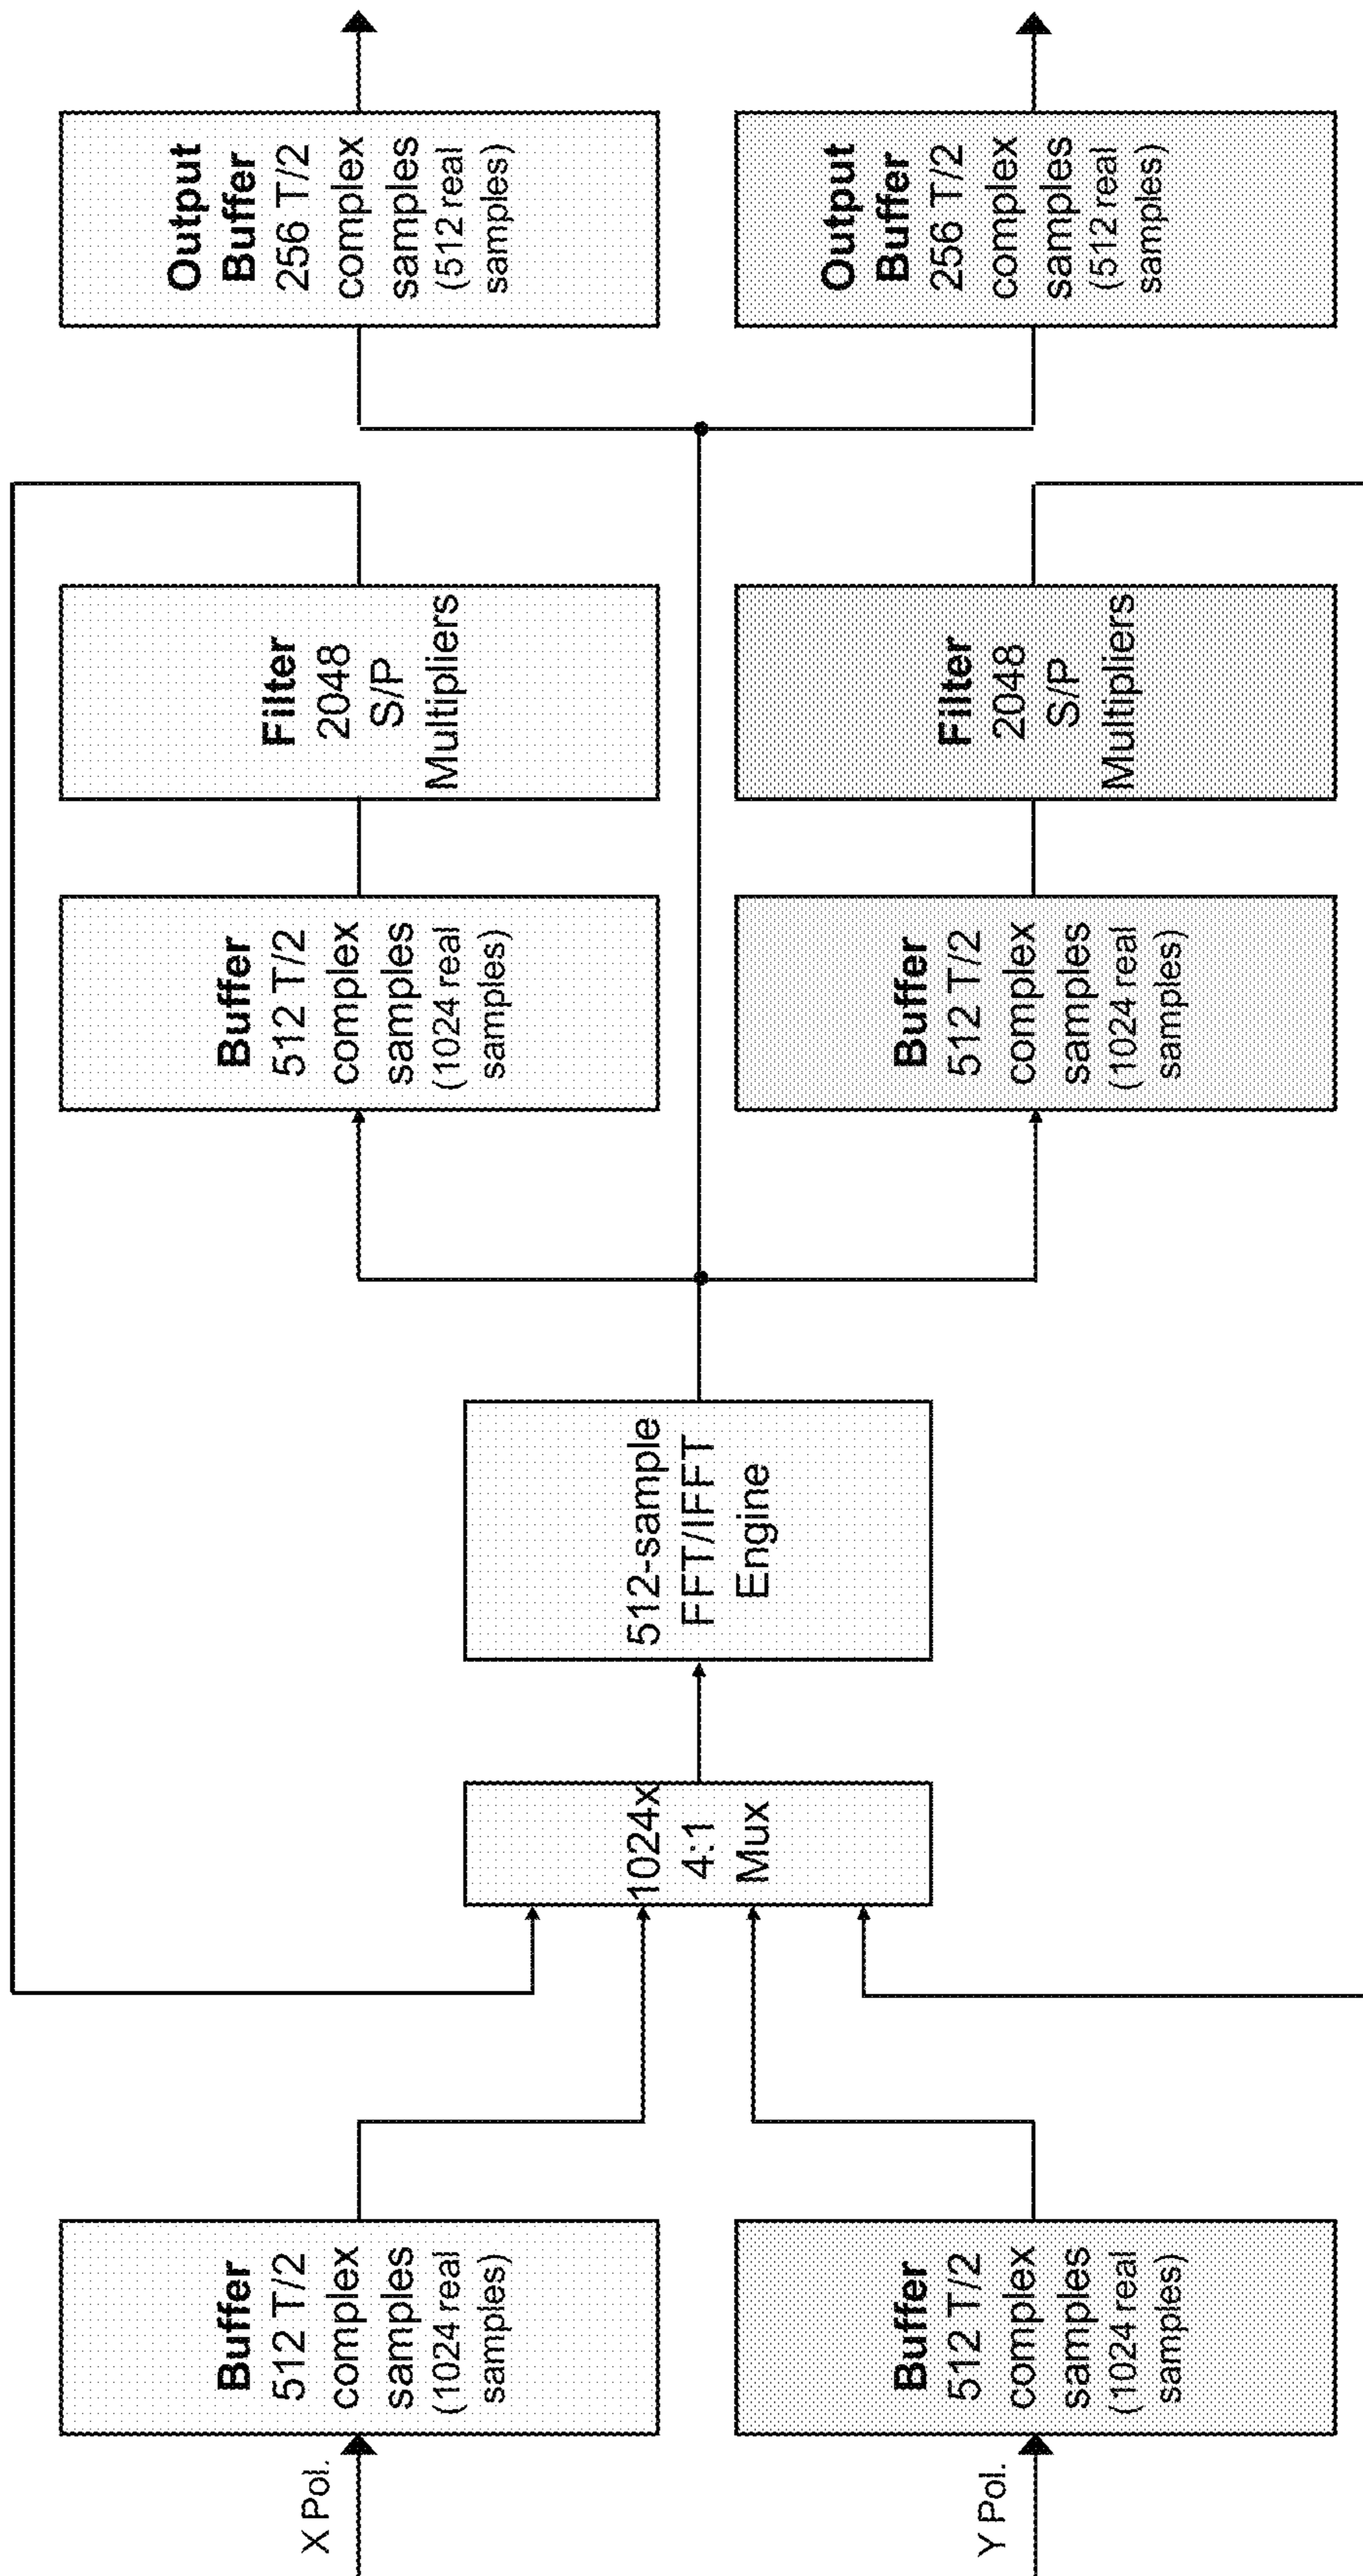 X Pol.
Buffer
512 T/2
complex
samples
(1024 real
samples)
Y Pol.
Buffer
512 T/2
complex
samples
(1024 real
samples)
1024x
4:1
Mux
512-sample
FFT/IFFT
Engine
Buffer
512 T/2
complex
samples
(1024 real
samples)
Filter
2048
S/P
Multipliers
Buffer
512 T/2
complex
samples
(1024 real
samples)
Filter
2048
S/P
Multipliers
Output
Buffer
256 T/2
complex
samples
(512 real
samples)
Output
Buffer
256 T/2
complex
samples
(512 real
samples)